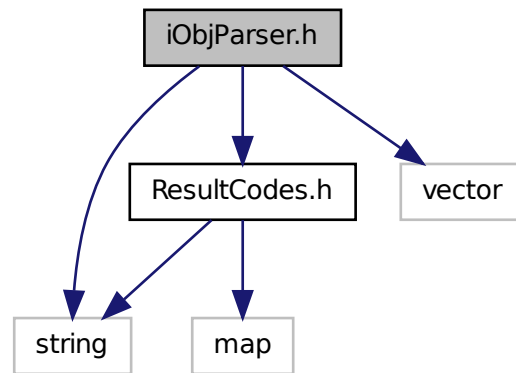 iObjParser.h
ResultCodes.h
vector
string
map